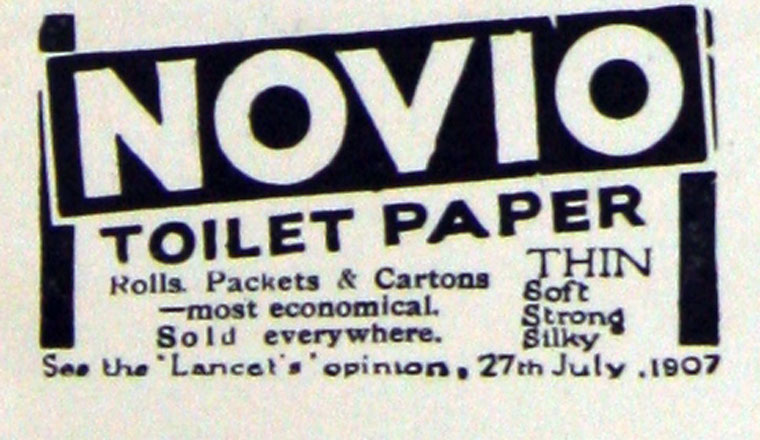 NOVIO
TOILET PAPER
Rolls. Packets & Cartons
—most economical.
Sold everywhere.
THIN
Soft
Strong
Silky
See the "Lancet's" opinion, 27th July, 1907